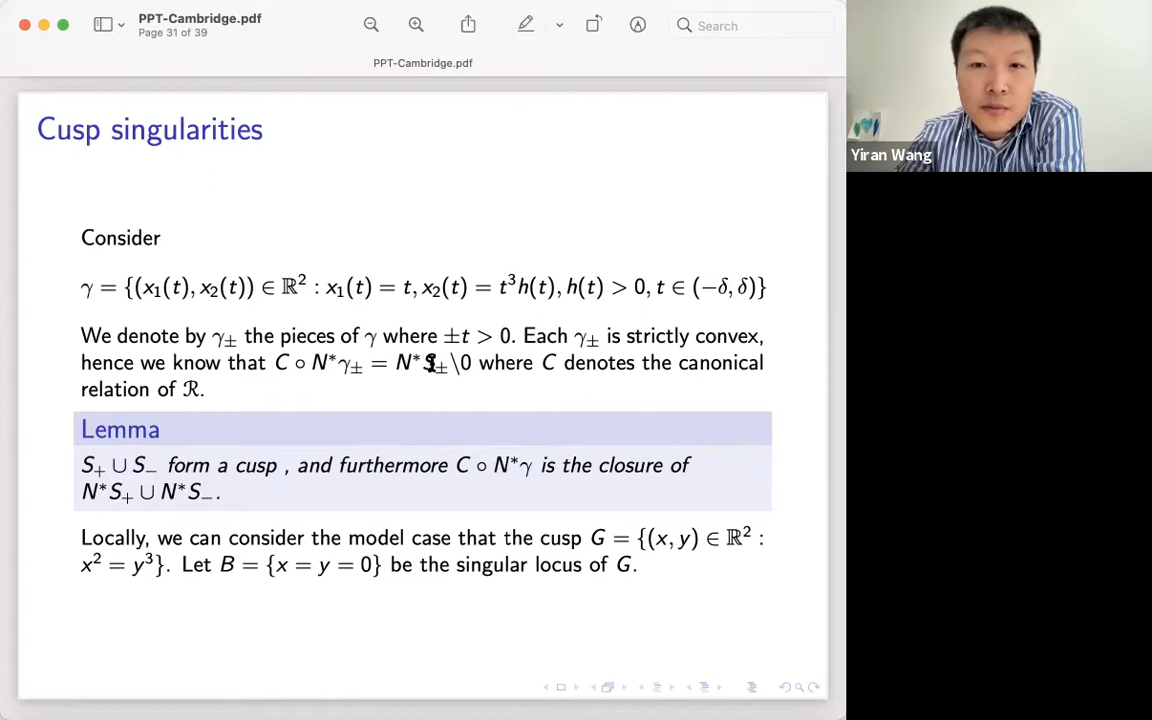 PPT-Cambridge.pdf
Page 31 of 39
Search
PPT-Cambridge.pdf
Yiran Wang
Cusp singularities
Consider
γ = {(x₁(t), x₂(t)) ∈ ℝ² : x₁(t) = t, x₂(t) = t³h(t), h(t) > 0, t ∈ (−δ, δ)}
We denote by γ± the pieces of γ where ±t > 0. Each γ± is strictly convex,
hence we know that C ∘ N*γ± = N*S±\0 where C denotes the canonical
relation of ℛ.
Lemma
S₊ ∪ S₋ form a cusp , and furthermore C ∘ N*γ is the closure of
N*S₊ ∪ N*S₋.
Locally, we can consider the model case that the cusp G = {(x, y) ∈ ℝ² :
x² = y³}. Let B = {x = y = 0} be the singular locus of G.